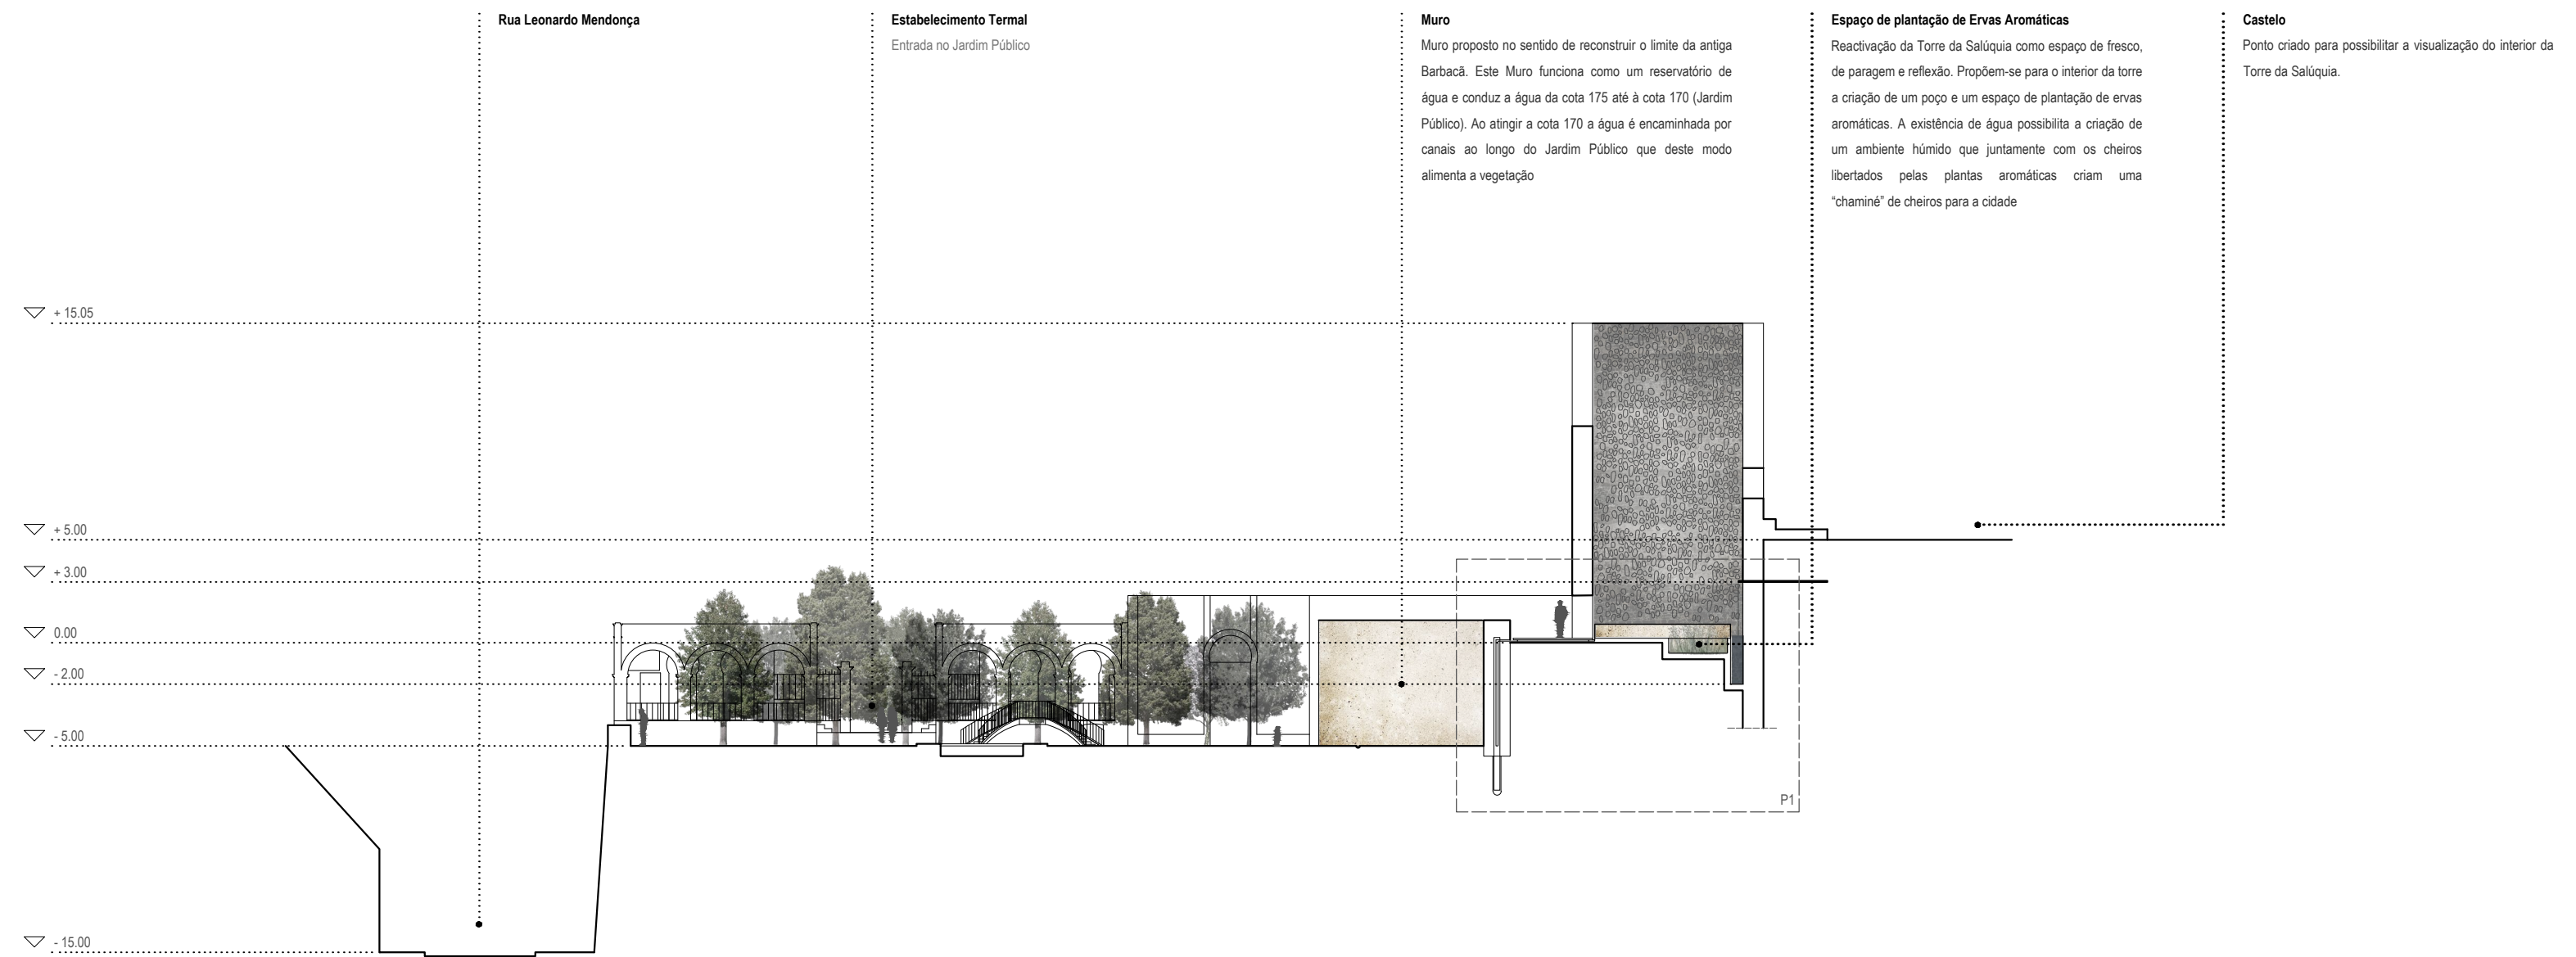 Rua Leonardo Mendonça
Estabelecimento Termal
Entrada no Jardim Público
Muro
Muro proposto no sentido de reconstruir o limite da antiga
Barbacã. Este Muro funciona como um reservatório de
água e conduz a água da cota 175 até à cota 170 (Jardim
Público). Ao atingir a cota 170 a água é encaminhada por
canais ao longo do Jardim Público que deste modo
alimenta a vegetação
Espaço de plantação de Ervas Aromáticas
Reactivação da Torre da Salúquia como espaço de fresco,
de paragem e reflexão. Propõem-se para o interior da torre
a criação de um poço e um espaço de plantação de ervas
aromáticas. A existência de água possibilita a criação de
um ambiente húmido que juntamente com os cheiros
libertados pelas plantas aromáticas criam uma
“chaminé” de cheiros para a cidade
Castelo
Ponto criado para possibilitar a visualização do interior da
Torre da Salúquia.
+ 15.05
+ 5.00
+ 3.00
0.00
- 2.00
- 5.00
- 15.00
P1